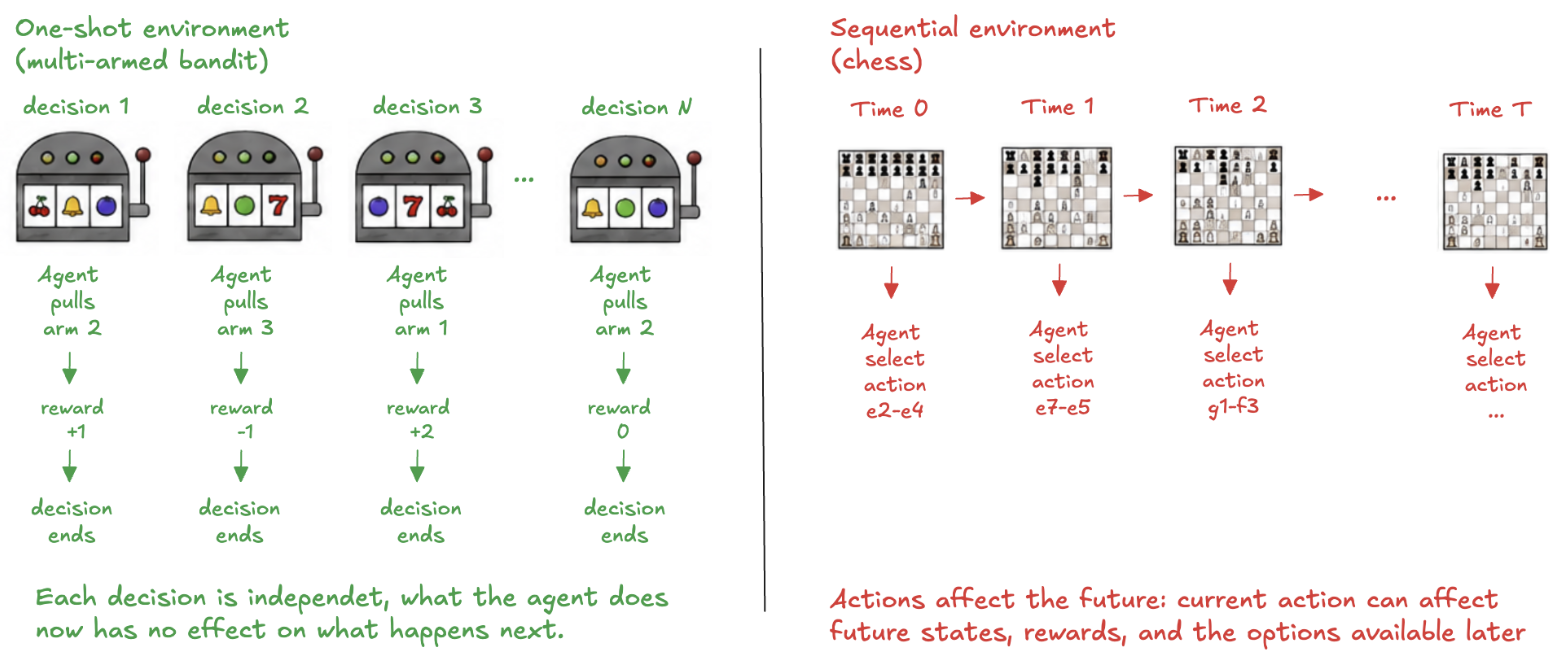 One-shot environment
(multi-armed bandit)
decision 1
decision 2
decision 3
decision N
7
7
...
Agent
pulls
arm 2
Agent
pulls
arm 3
Agent
pulls
arm 1
Agent
pulls
arm 2
reward
+1
reward
-1
reward
+2
reward
0
decision
ends
decision
ends
decision
ends
decision
ends
Each decision is independet, what the agent does
now has no effect on what happens next.
Sequential environment
(chess)
Time 0
Time 1
Time 2
Time T
...
Agent
select
action
e2-e4
Agent
select
action
e7-e5
Agent
select
action
g1-f3
Agent
select
action
...
Actions affect the future: current action can affect
future states, rewards, and the options available later